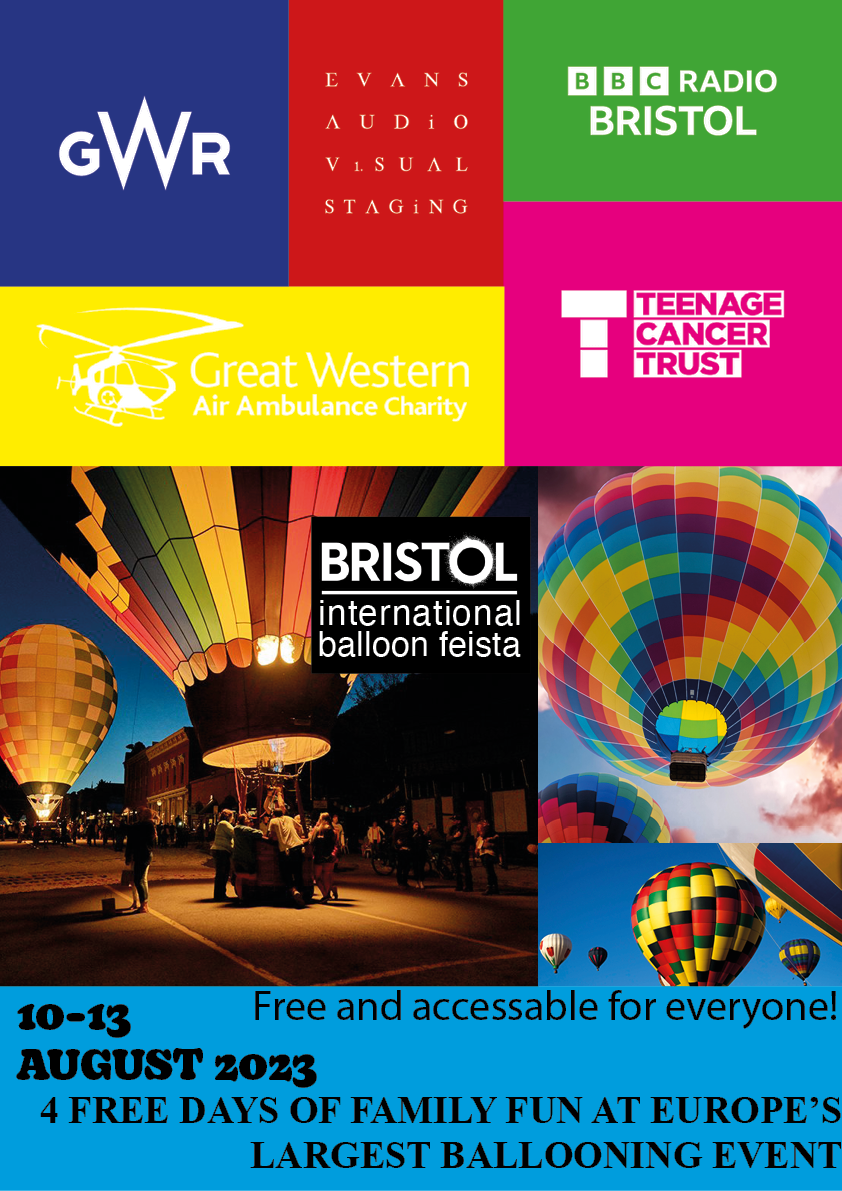 GWR
EVANS
AUDiO
V1.SUAL
STAGiNG
BBC RADIO
BRISTOL
Great Western
Air Ambulance Charity
TEENAGE
CANCER
TRUST
BRISTOL
international
balloon feista
Free and accessable for everyone!
10-13
AUGUST 2023
4 FREE DAYS OF FAMILY FUN AT EUROPE’S
LARGEST BALLOONING EVENT